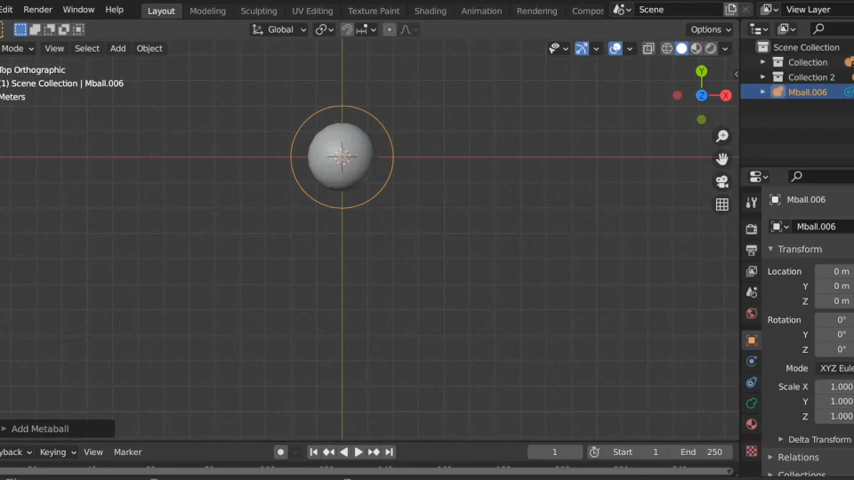 Edit Render Window Help Layout Modeling Sculpting UV Editing Texture Paint Shading Animation Rendering Compos Scene View Layer
Global Options
Mode View Select Add Object
Top Orthographic
(1) Scene Collection | Mball.006
Meters
Y
X
Z
Scene Collection
Collection
Collection 2
Mball.006
Mball.006
Mball.006
Transform
Location 0 m
Y 0 m
Z 0 m
Rotation 0°
Y 0°
Z 0°
Mode XYZ Eule
Scale X 1.000
Y 1.000
Z 1.000
Delta Transform
Relations
Collections
Add Metaball
yback Keying View Marker 1 Start 1 End 250